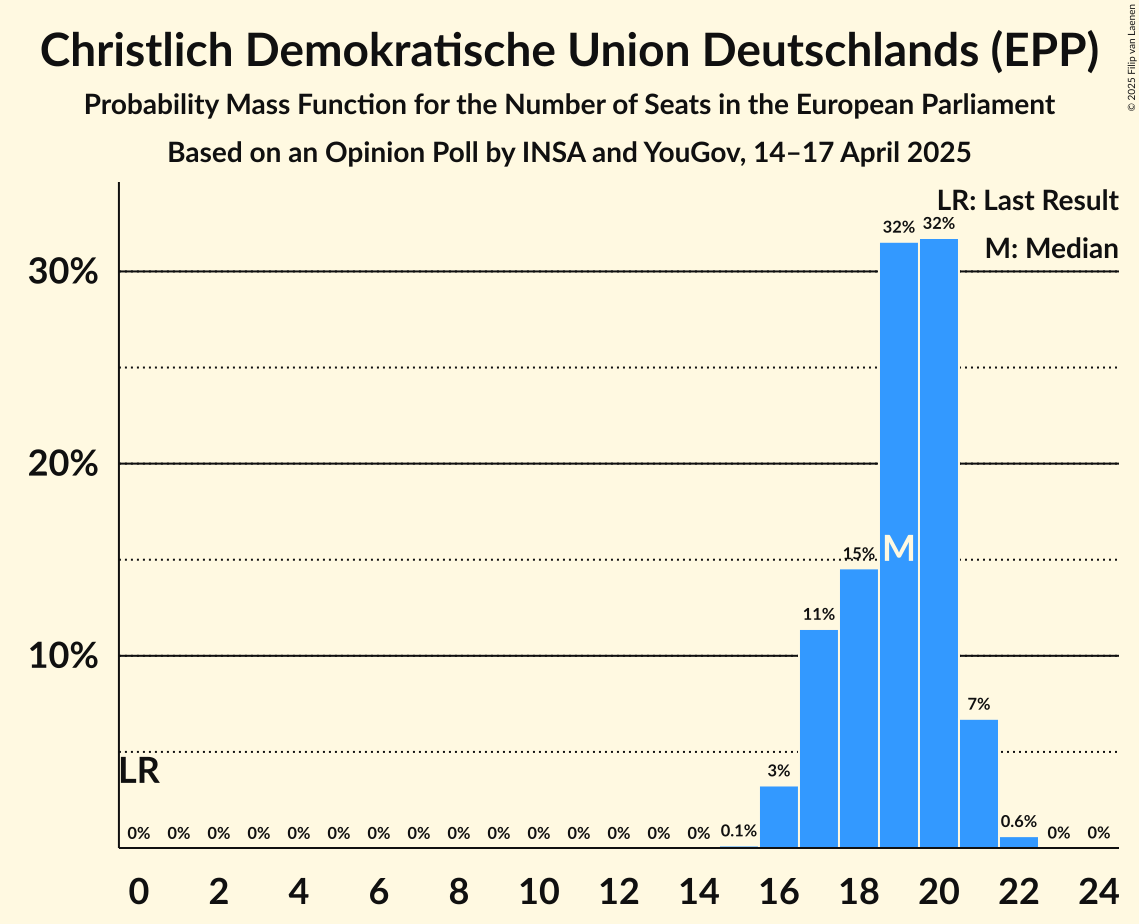 Christlich Demokratische Union Deutschlands (EPP)
Probability Mass Function for the Number of Seats in the European Parliament
Based on an Opinion Poll by INSA and YouGov, 14–17 April 2025
© 2025 Filip van Laenen
LR: Last Result
M: Median
30%
20%
10%
LR
M
0% 0% 0% 0% 0% 0% 0% 0% 0% 0% 0% 0% 0% 0% 0% 0.1% 3% 11% 15% 32% 32% 7% 0.6% 0% 0%
0 2 4 6 8 10 12 14 16 18 20 22 24